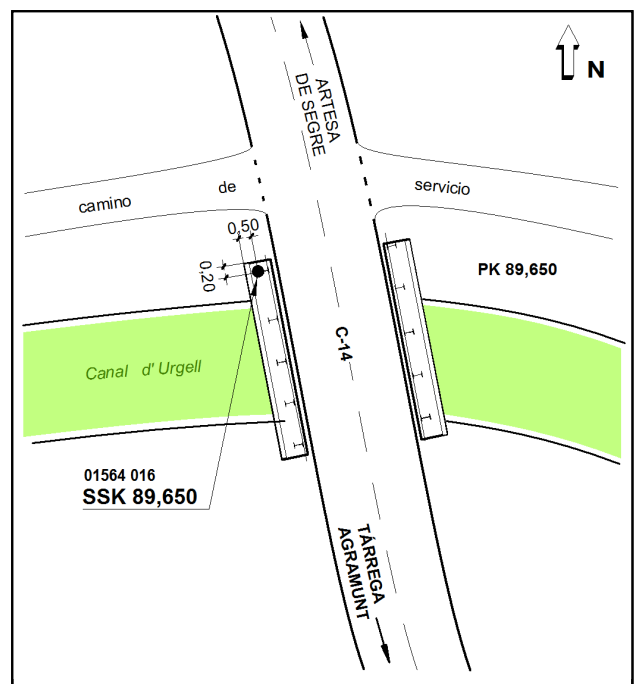 N
ARTESA
DE SEGRE
camino de servicio
0,50
0,20
PK 89,650
C-14
Canal d' Urgell
01564 016
SSK 89,650
TÁRREGA
AGRAMUNT